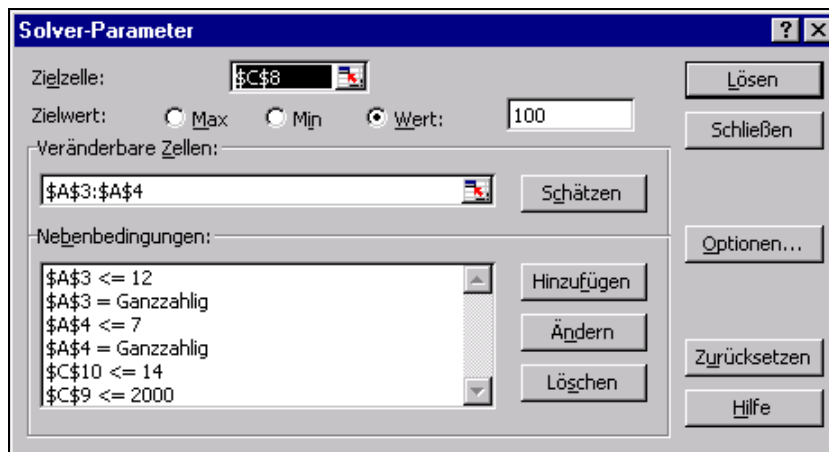 Solver-Parameter
Zielzelle: $C$8 Lösen
Zielwert: Max Min Wert: 100 Schließen
Veränderbare Zellen:
$A$3:$A$4 Schätzen
Nebenbedingungen: Optionen...
$A$3 <= 12 Hinzufügen
$A$3 = Ganzzahlig
$A$4 <= 7 Ändern
$A$4 = Ganzzahlig Zurücksetzen
$C$10 <= 14 Löschen
$C$9 <= 2000 Hilfe